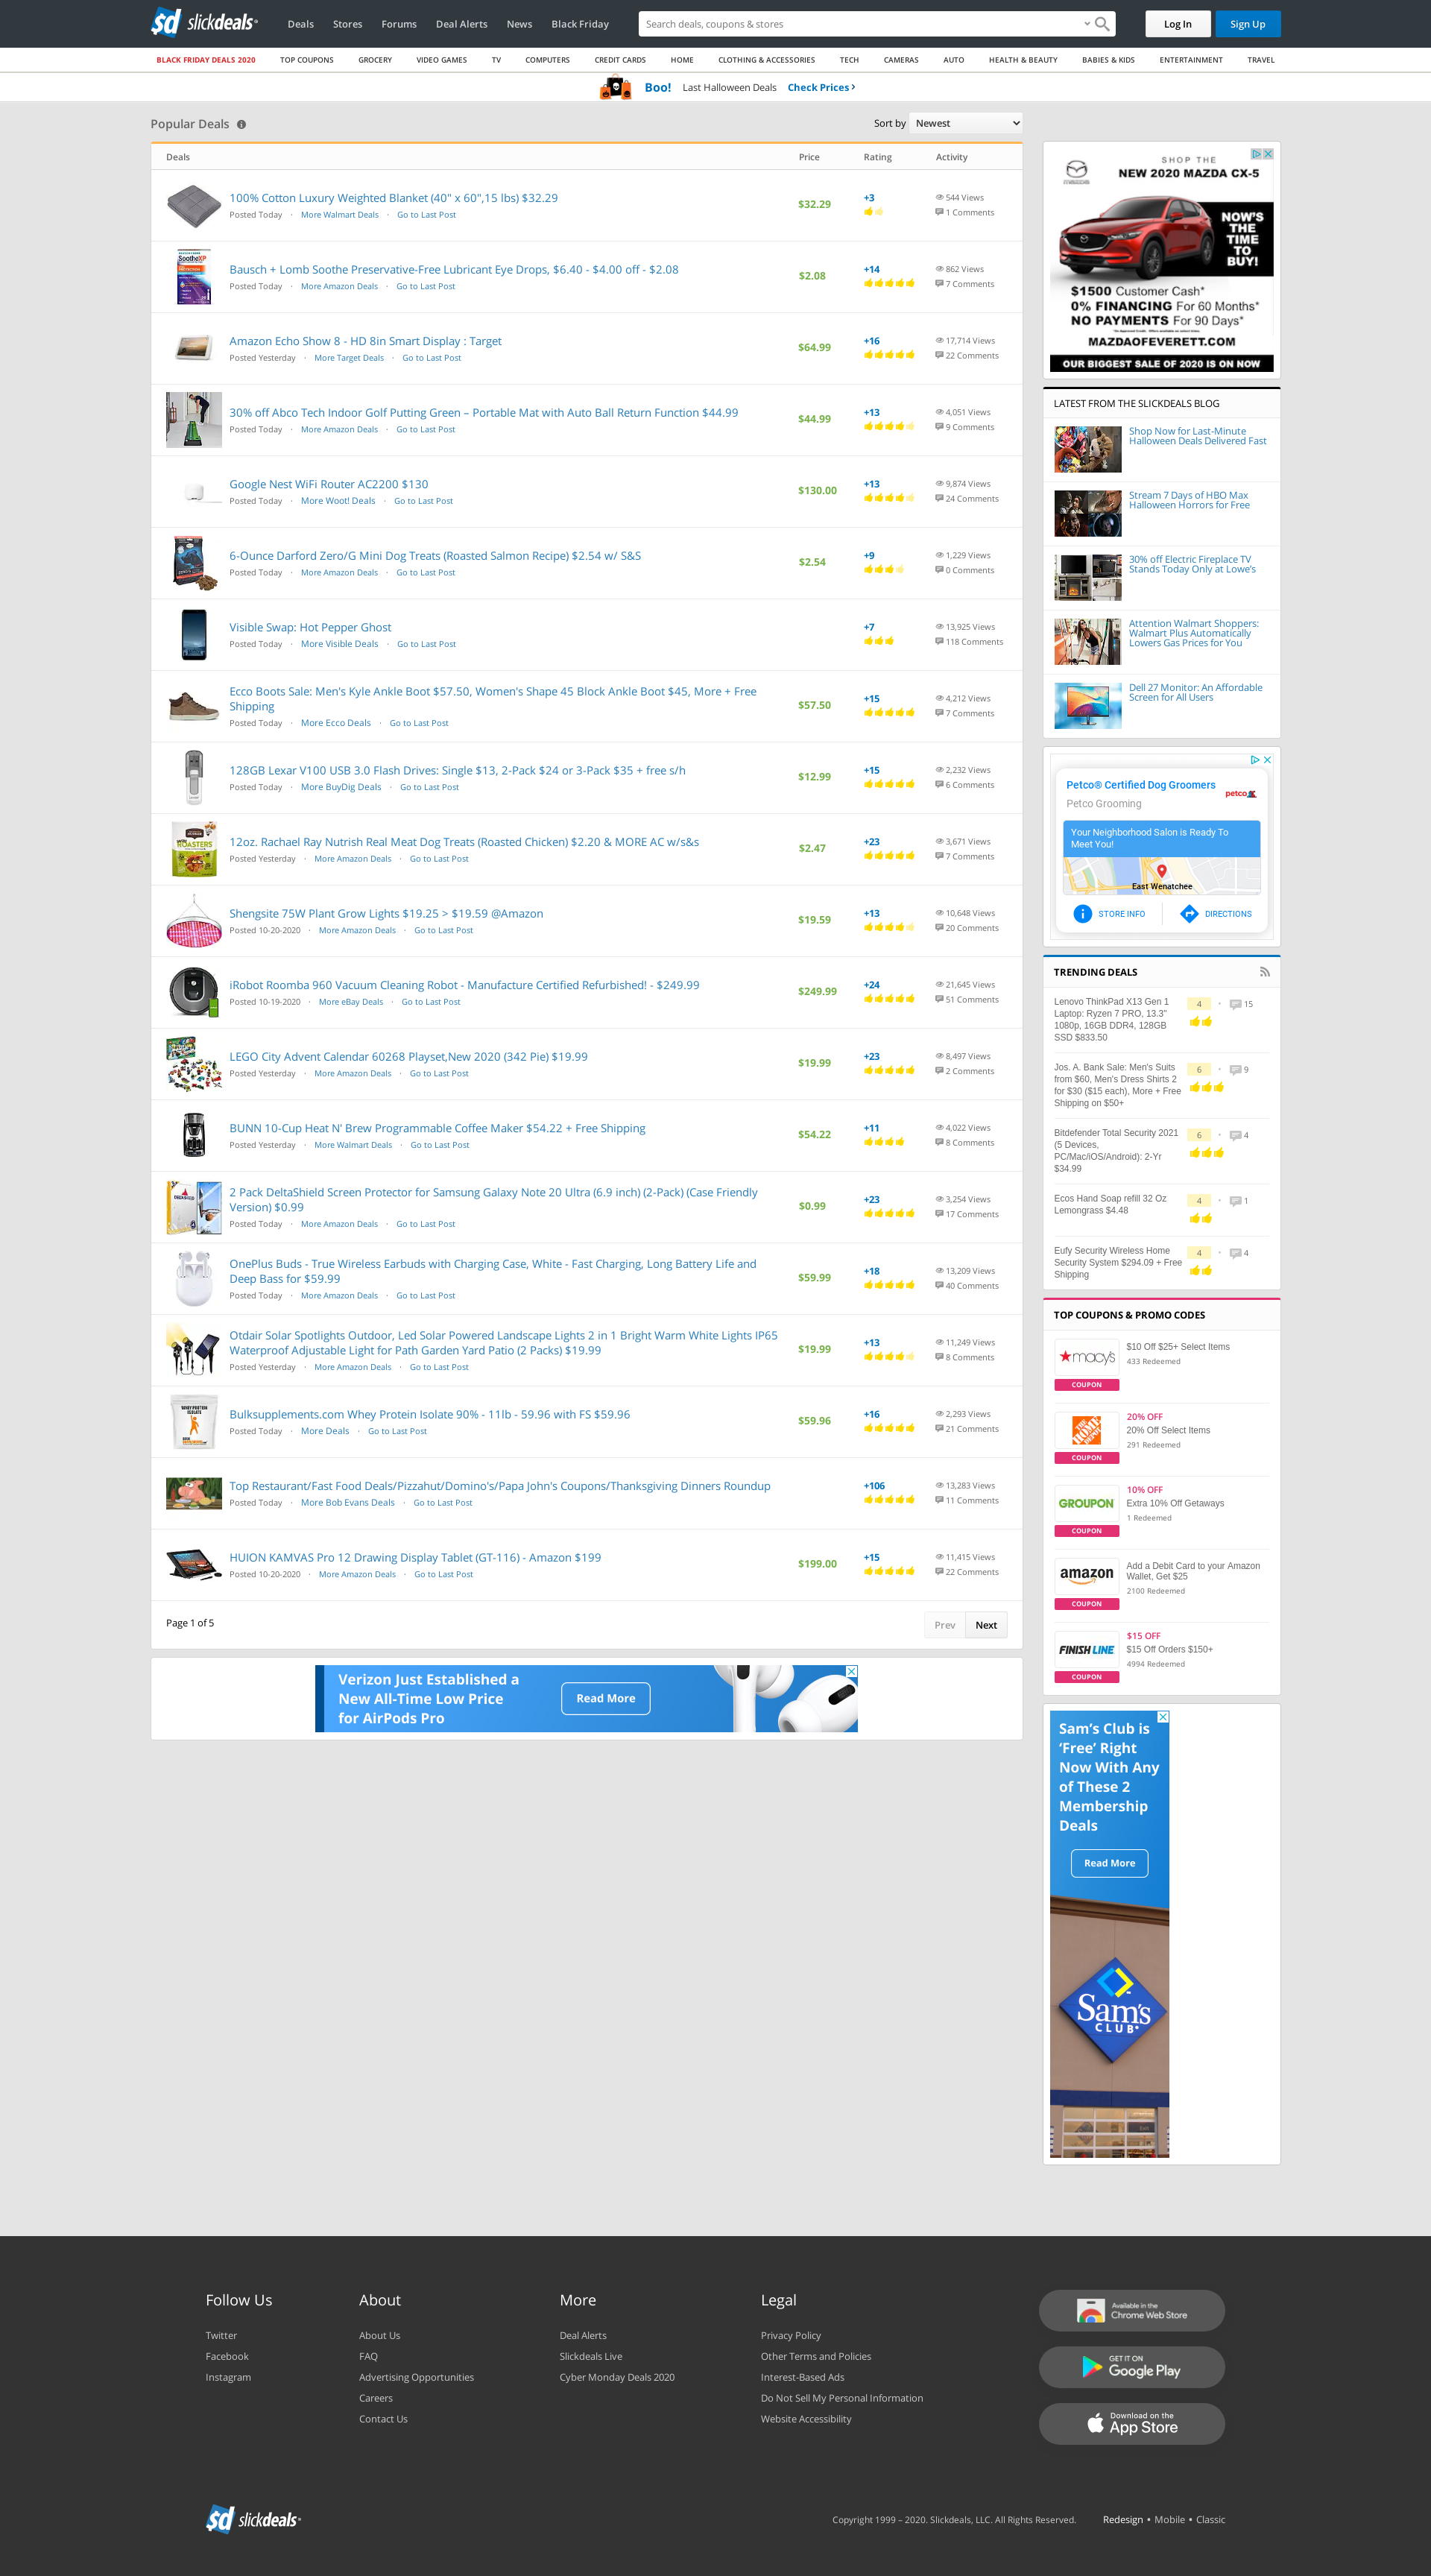 sd slickdeals
Deals Stores Forums Deal Alerts News Black Friday
Search deals, coupons & stores
Log In Sign Up
BLACK FRIDAY DEALS 2020 TOP COUPONS GROCERY VIDEO GAMES TV COMPUTERS CREDIT CARDS HOME CLOTHING & ACCESSORIES TECH CAMERAS AUTO HEALTH & BEAUTY BABIES & KIDS ENTERTAINMENT TRAVEL
Boo! Last Halloween Deals Check Prices
Popular Deals
Sort by Newest
Deals Price Rating Activity
100% Cotton Luxury Weighted Blanket (40" x 60",15 lbs) $32.29
Posted Today · More Walmart Deals · Go to Last Post
$32.29
+3
544 Views
1 Comments
Bausch + Lomb Soothe Preservative-Free Lubricant Eye Drops, $6.40 - $4.00 off - $2.08
Posted Today · More Amazon Deals · Go to Last Post
$2.08
+14
862 Views
7 Comments
Amazon Echo Show 8 - HD 8in Smart Display : Target
Posted Yesterday · More Target Deals · Go to Last Post
$64.99
+16
17,714 Views
22 Comments
30% off Abco Tech Indoor Golf Putting Green – Portable Mat with Auto Ball Return Function $44.99
Posted Today · More Amazon Deals · Go to Last Post
$44.99
+13
4,051 Views
9 Comments
Google Nest WiFi Router AC2200 $130
Posted Today · More Woot! Deals · Go to Last Post
$130.00
+13
9,874 Views
24 Comments
6-Ounce Darford Zero/G Mini Dog Treats (Roasted Salmon Recipe) $2.54 w/ S&S
Posted Today · More Amazon Deals · Go to Last Post
$2.54
+9
1,229 Views
0 Comments
Visible Swap: Hot Pepper Ghost
Posted Today · More Visible Deals · Go to Last Post
+7
13,925 Views
118 Comments
Ecco Boots Sale: Men's Kyle Ankle Boot $57.50, Women's Shape 45 Block Ankle Boot $45, More + Free
Shipping
Posted Today · More Ecco Deals · Go to Last Post
$57.50
+15
4,212 Views
7 Comments
128GB Lexar V100 USB 3.0 Flash Drives: Single $13, 2-Pack $24 or 3-Pack $35 + free s/h
Posted Today · More BuyDig Deals · Go to Last Post
$12.99
+15
2,232 Views
6 Comments
12oz. Rachael Ray Nutrish Real Meat Dog Treats (Roasted Chicken) $2.20 & MORE AC w/s&s
Posted Yesterday · More Amazon Deals · Go to Last Post
$2.47
+23
3,671 Views
7 Comments
Shengsite 75W Plant Grow Lights $19.25 > $19.59 @Amazon
Posted 10-20-2020 · More Amazon Deals · Go to Last Post
$19.59
+13
10,648 Views
20 Comments
iRobot Roomba 960 Vacuum Cleaning Robot - Manufacture Certified Refurbished! - $249.99
Posted 10-19-2020 · More eBay Deals · Go to Last Post
$249.99
+24
21,645 Views
51 Comments
LEGO City Advent Calendar 60268 Playset,New 2020 (342 Pie) $19.99
Posted Yesterday · More Amazon Deals · Go to Last Post
$19.99
+23
8,497 Views
2 Comments
BUNN 10-Cup Heat N' Brew Programmable Coffee Maker $54.22 + Free Shipping
Posted Yesterday · More Walmart Deals · Go to Last Post
$54.22
+11
4,022 Views
8 Comments
2 Pack DeltaShield Screen Protector for Samsung Galaxy Note 20 Ultra (6.9 inch) (2-Pack) (Case Friendly
Version) $0.99
Posted Today · More Amazon Deals · Go to Last Post
$0.99
+23
3,254 Views
17 Comments
OnePlus Buds - True Wireless Earbuds with Charging Case, White - Fast Charging, Long Battery Life and
Deep Bass for $59.99
Posted Today · More Amazon Deals · Go to Last Post
$59.99
+18
13,209 Views
40 Comments
Otdair Solar Spotlights Outdoor, Led Solar Powered Landscape Lights 2 in 1 Bright Warm White Lights IP65
Waterproof Adjustable Light for Path Garden Yard Patio (2 Packs) $19.99
Posted Yesterday · More Amazon Deals · Go to Last Post
$19.99
+13
11,249 Views
8 Comments
Bulksupplements.com Whey Protein Isolate 90% - 11lb - 59.96 with FS $59.96
Posted Today · More Deals · Go to Last Post
$59.96
+16
2,293 Views
21 Comments
Top Restaurant/Fast Food Deals/Pizzahut/Domino's/Papa John's Coupons/Thanksgiving Dinners Roundup
Posted Today · More Bob Evans Deals · Go to Last Post
+106
13,283 Views
11 Comments
HUION KAMVAS Pro 12 Drawing Display Tablet (GT-116) - Amazon $199
Posted 10-20-2020 · More Amazon Deals · Go to Last Post
$199.00
+15
11,415 Views
22 Comments
Page 1 of 5
Prev Next
Verizon Just Established a
New All-Time Low Price
for AirPods Pro
Read More
SHOP THE
NEW 2020 MAZDA CX-5
mazda
NOW'S
THE
TIME TO
BUY!
$1500 Customer Cash*
0% FINANCING For 60 Months*
NO PAYMENTS For 90 Days*
MAZDAOFEVERETT.COM
OUR BIGGEST SALE OF 2020 IS ON NOW
LATEST FROM THE SLICKDEALS BLOG
Shop Now for Last-Minute
Halloween Deals Delivered Fast
Stream 7 Days of HBO Max
Halloween Horrors for Free
30% off Electric Fireplace TV
Stands Today Only at Lowe's
Attention Walmart Shoppers:
Walmart Plus Automatically
Lowers Gas Prices for You
Dell 27 Monitor: An Affordable
Screen for All Users
Petco® Certified Dog Groomers
Petco Grooming
petco
Your Neighborhood Salon is Ready To
Meet You!
East Wenatchee
STORE INFO DIRECTIONS
TRENDING DEALS
Lenovo ThinkPad X13 Gen 1
Laptop: Ryzen 7 PRO, 13.3"
1080p, 16GB DDR4, 128GB
SSD $833.50
4 15
Jos. A. Bank Sale: Men's Suits
from $60, Men's Dress Shirts 2
for $30 ($15 each), More + Free
Shipping on $50+
6 9
Bitdefender Total Security 2021
(5 Devices,
PC/Mac/iOS/Android): 2-Yr
$34.99
6 4
Ecos Hand Soap refill 32 Oz
Lemongrass $4.48
4 1
Eufy Security Wireless Home
Security System $294.09 + Free
Shipping
4 4
TOP COUPONS & PROMO CODES
macy's
COUPON
$10 Off $25+ Select Items
433 Redeemed
THE HOME DEPOT
COUPON
20% OFF
20% Off Select Items
291 Redeemed
GROUPON
COUPON
10% OFF
Extra 10% Off Getaways
1 Redeemed
amazon
COUPON
Add a Debit Card to your Amazon
Wallet, Get $25
2100 Redeemed
FINISH LINE
COUPON
$15 OFF
$15 Off Orders $150+
4994 Redeemed
Sam's Club is
'Free' Right
Now With Any
of These 2
Membership
Deals
Read More
Sam's
CLUB
Follow Us
Twitter
Facebook
Instagram
About
About Us
FAQ
Advertising Opportunities
Careers
Contact Us
More
Deal Alerts
Slickdeals Live
Cyber Monday Deals 2020
Legal
Privacy Policy
Other Terms and Policies
Interest-Based Ads
Do Not Sell My Personal Information
Website Accessibility
Available in the
Chrome Web Store
GET IT ON
Google Play
Download on the
App Store
sd slickdeals
Copyright 1999 – 2020. Slickdeals, LLC. All Rights Reserved.
Redesign • Mobile • Classic